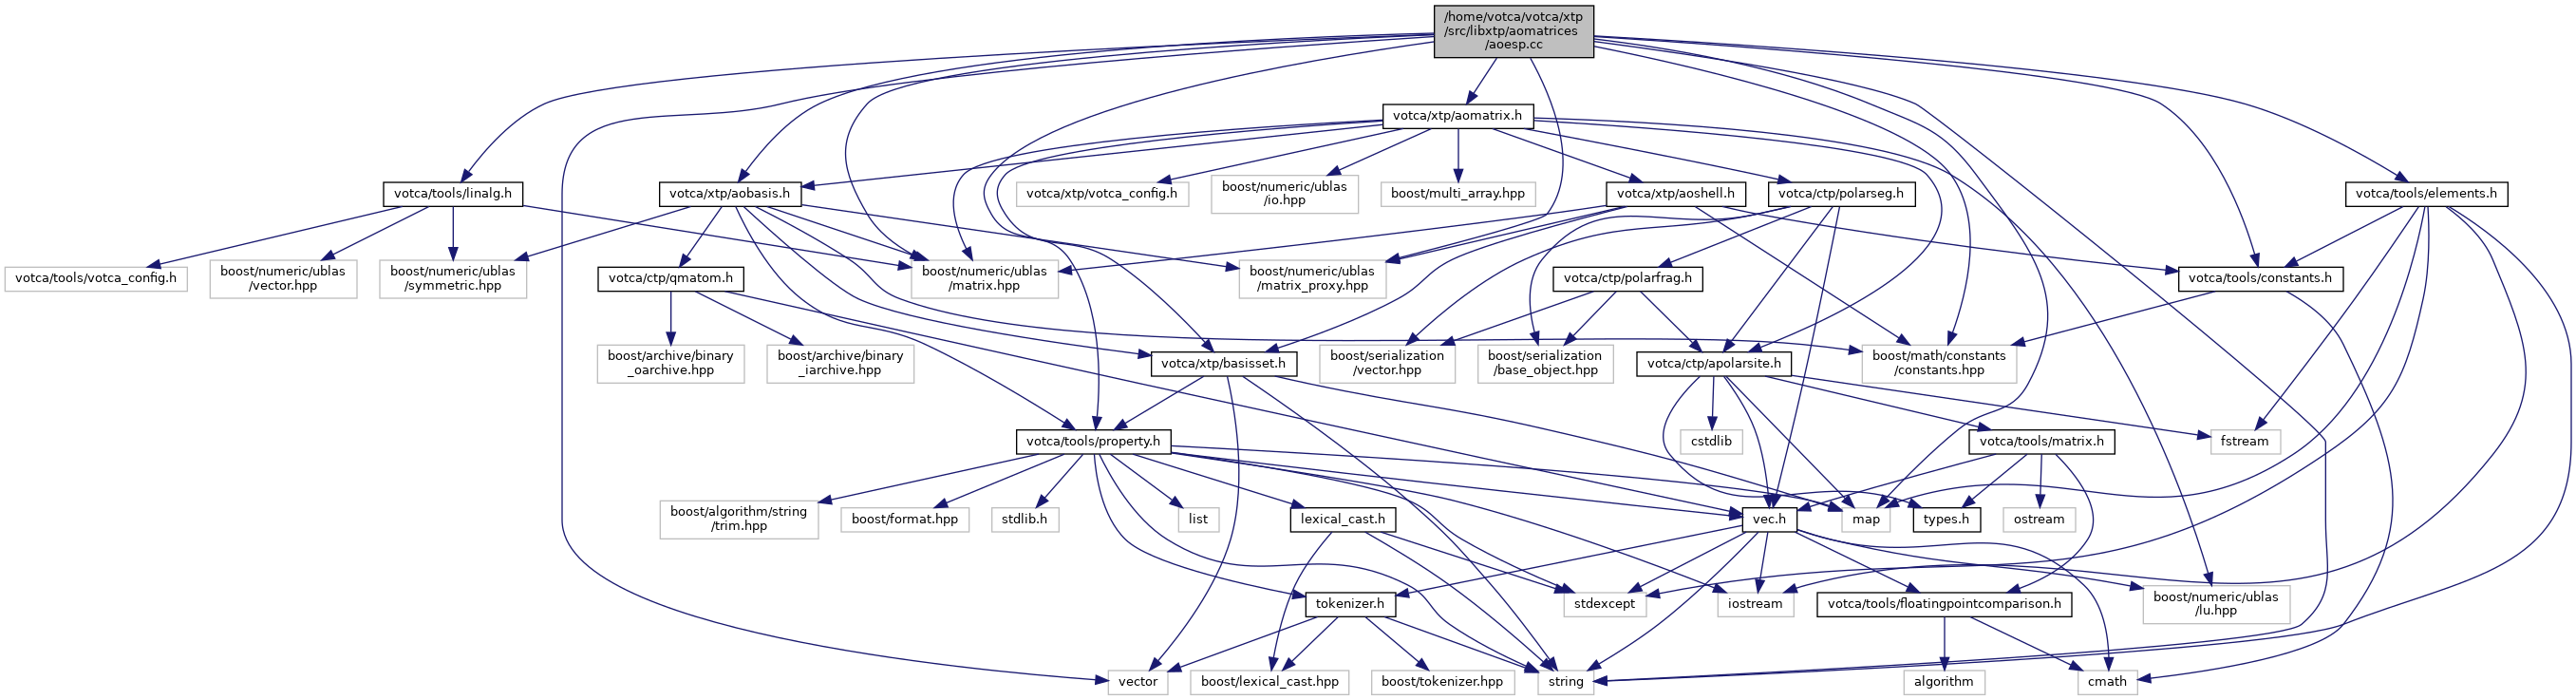 /home/votca/votca/xtp
/src/libxtp/aomatrices
/aoesp.cc
votca/xtp/aomatrix.h
votca/tools/linalg.h
votca/xtp/aobasis.h
votca/xtp/votca_config.h
boost/numeric/ublas
/io.hpp
boost/multi_array.hpp
votca/xtp/aoshell.h
votca/ctp/polarseg.h
votca/tools/elements.h
votca/tools/votca_config.h
boost/numeric/ublas
/vector.hpp
boost/numeric/ublas
/symmetric.hpp
votca/ctp/qmatom.h
boost/numeric/ublas
/matrix.hpp
boost/numeric/ublas
/matrix_proxy.hpp
votca/ctp/polarfrag.h
votca/tools/constants.h
boost/archive/binary
_oarchive.hpp
boost/archive/binary
_iarchive.hpp
votca/xtp/basisset.h
boost/serialization
/vector.hpp
boost/serialization
/base_object.hpp
votca/ctp/apolarsite.h
boost/math/constants
/constants.hpp
votca/tools/property.h
cstdlib
votca/tools/matrix.h
fstream
boost/algorithm/string
/trim.hpp
boost/format.hpp
stdlib.h
list
lexical_cast.h
vec.h
map
types.h
ostream
tokenizer.h
stdexcept
iostream
votca/tools/floatingpointcomparison.h
boost/numeric/ublas
/lu.hpp
vector
boost/lexical_cast.hpp
boost/tokenizer.hpp
string
algorithm
cmath